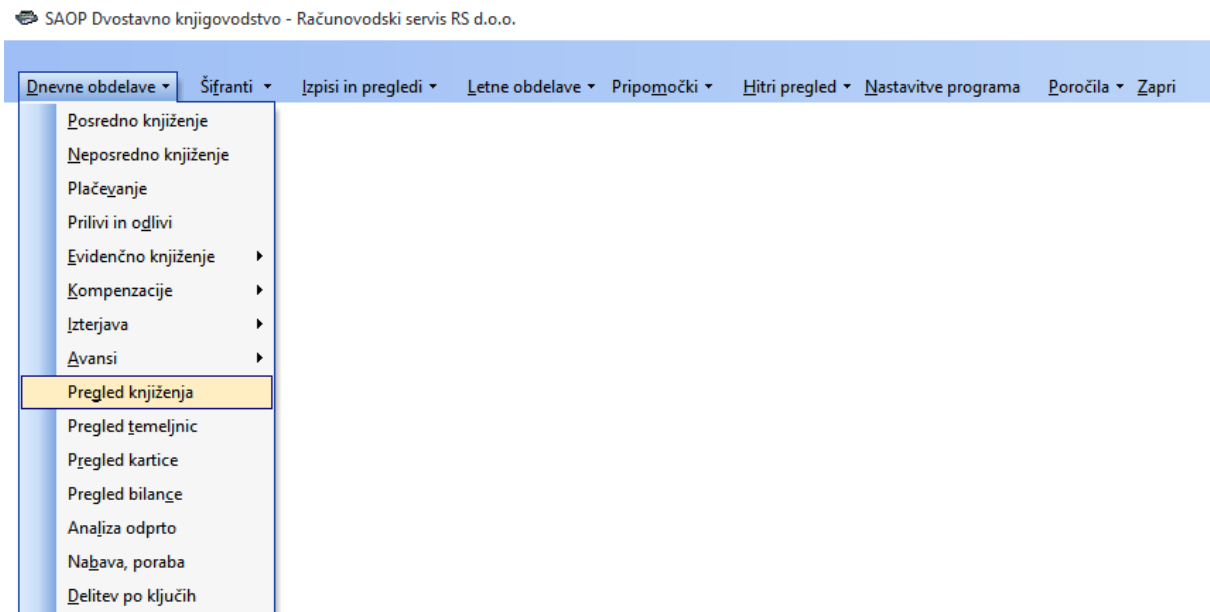 SAOP Dvostavno knjigovodstvo - Računovodski servis RS d.o.o.
Dnevne obdelave Šifranti Izpisi in pregledi Letne obdelave Pripomočki Hitri pregled Nastavitve programa Poročila Zapri
Posredno knjiženje
Neposredno knjiženje
Plačevanje
Prilivi in odlivi
Evidenčno knjiženje
Kompenzacije
Izterjava
Avansi
Pregled knjiženja
Pregled temeljnic
Pregled kartice
Pregled bilance
Analiza odprto
Nabava, poraba
Delitev po ključih